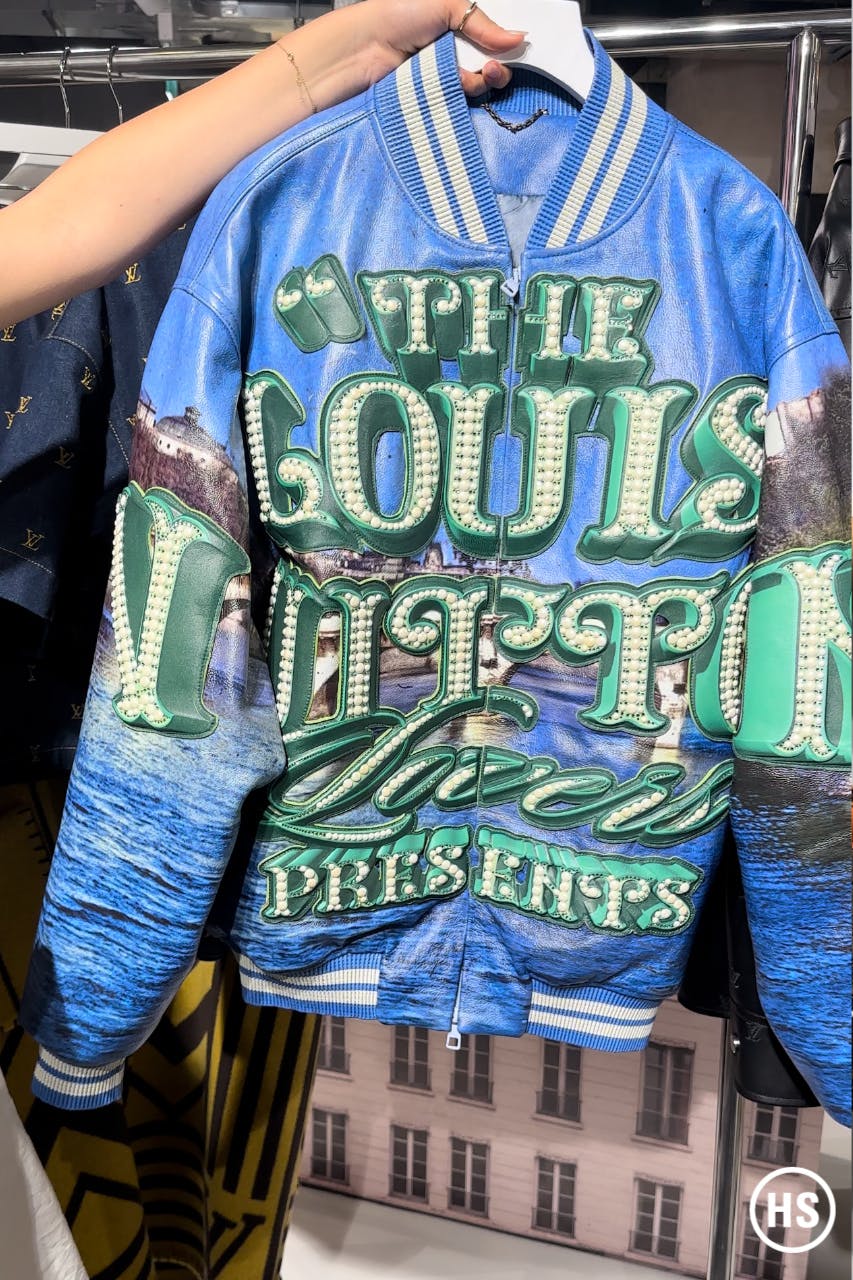 “THE
LOUIS
VUITTON
Lovers
PRESENTS
HS